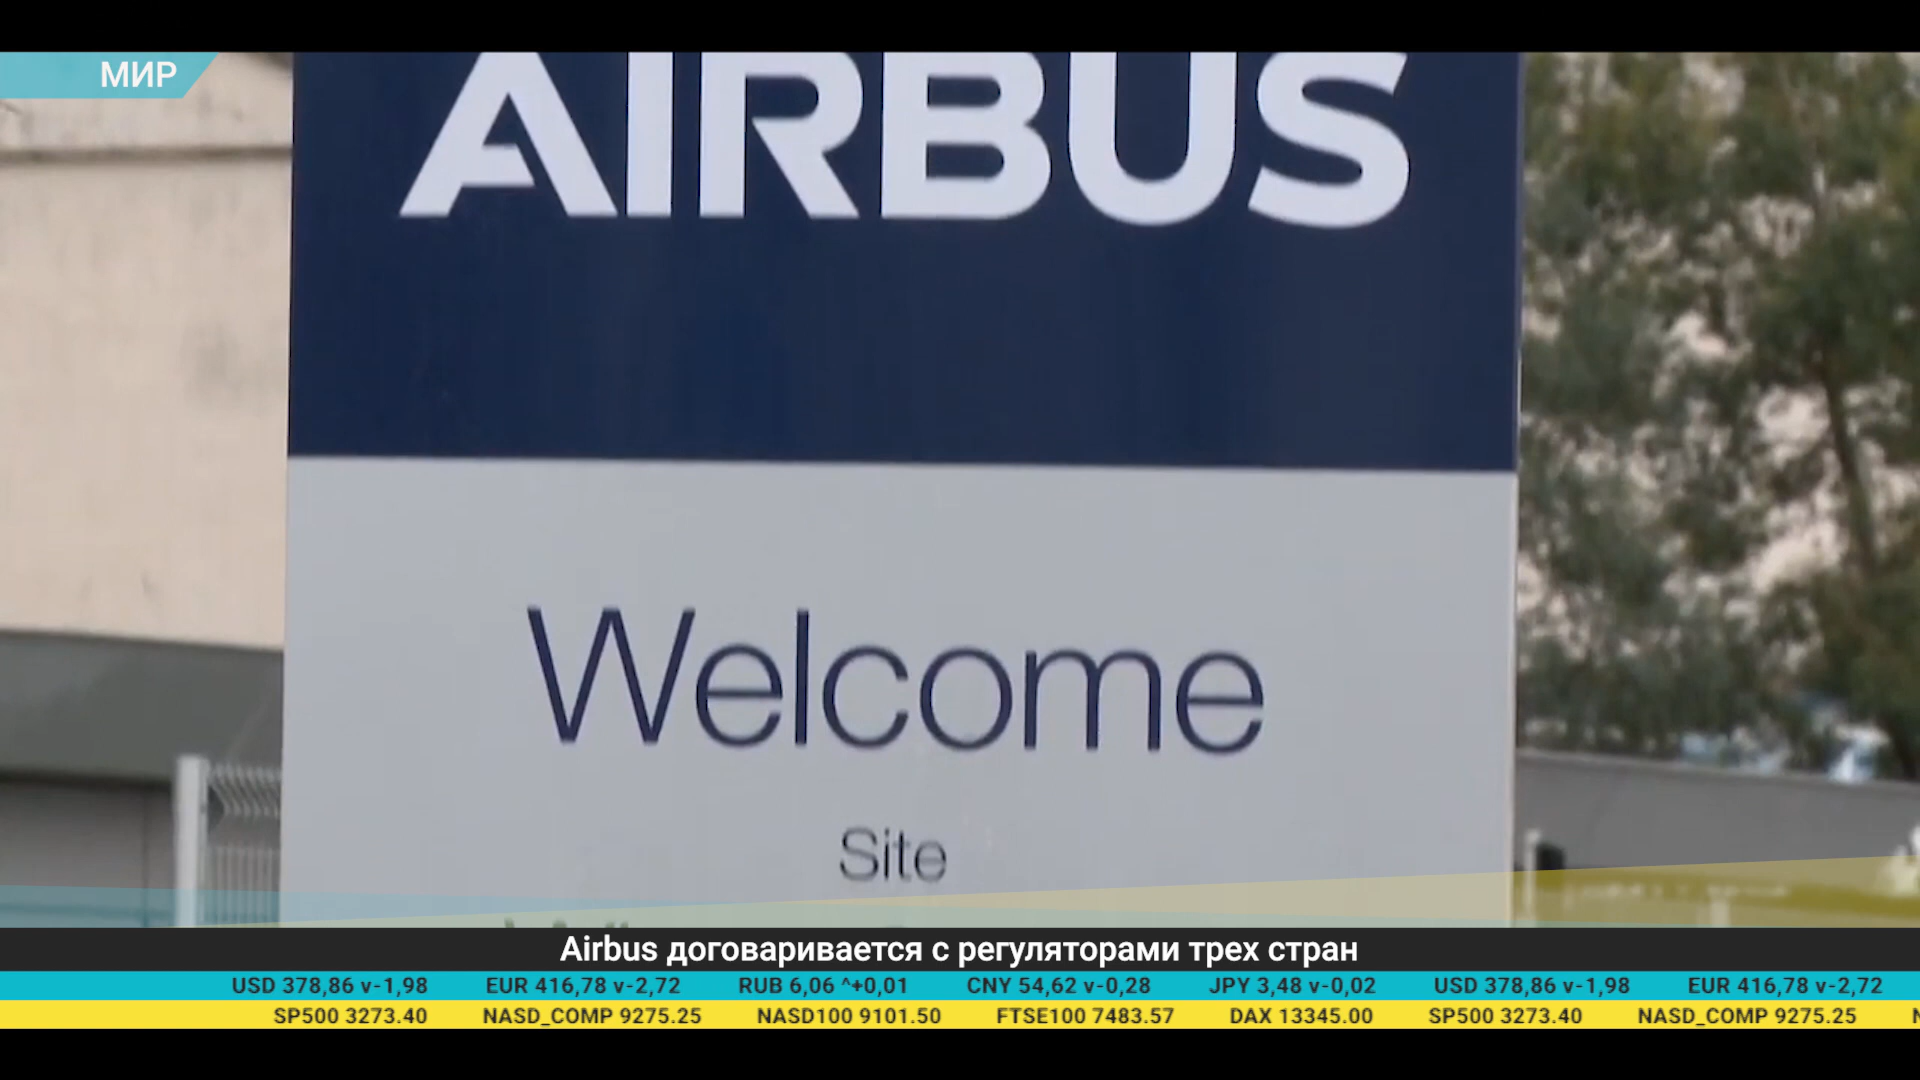 МИР
AIRBUS
Welcome
Site
Airbus договаривается с регуляторами трех стран
USD 378,86 v-1,98 EUR 416,78 v-2,72 RUB 6,06 ^+0,01 CNY 54,62 v-0,28 JPY 3,48 v-0,02 USD 378,86 v-1,98 EUR 416,78 v-2,72
SP500 3273.40 NASD_COMP 9275.25 NASD100 9101.50 FTSE100 7483.57 DAX 13345.00 SP500 3273.40 NASD_COMP 9275.25